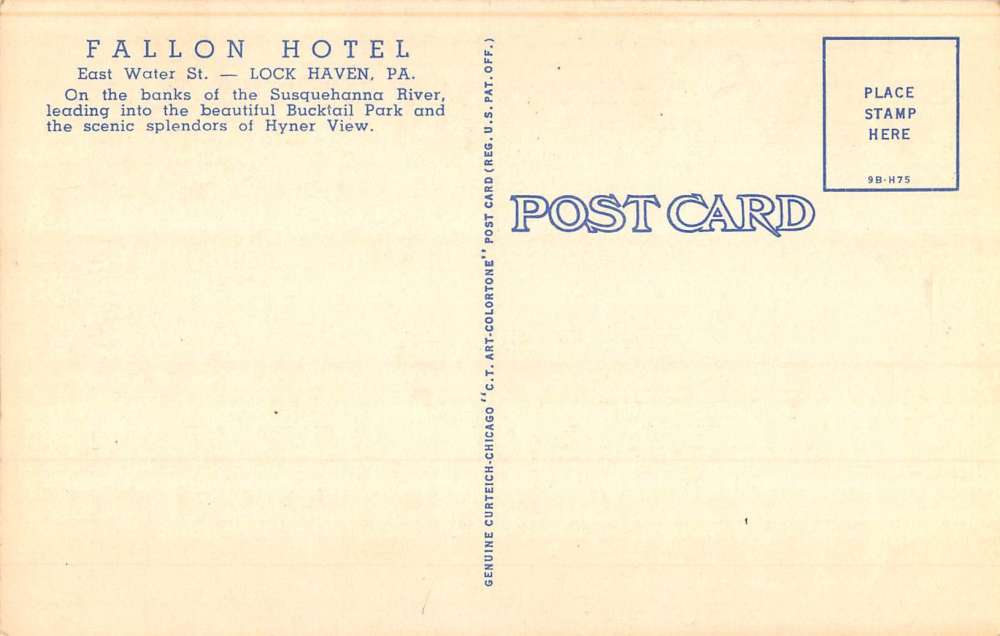 FALLON HOTEL
East Water St. — LOCK HAVEN, PA.
On the banks of the Susquehanna River,
leading into the beautiful Bucktail Park and
the scenic splendors of Hyner View.
GENUINE CURTEICH-CHICAGO "C.T. ART-COLORTONE" POST CARD (REG. U.S. PAT. OFF.)
POST CARD
PLACE
STAMP
HERE
9B-H75